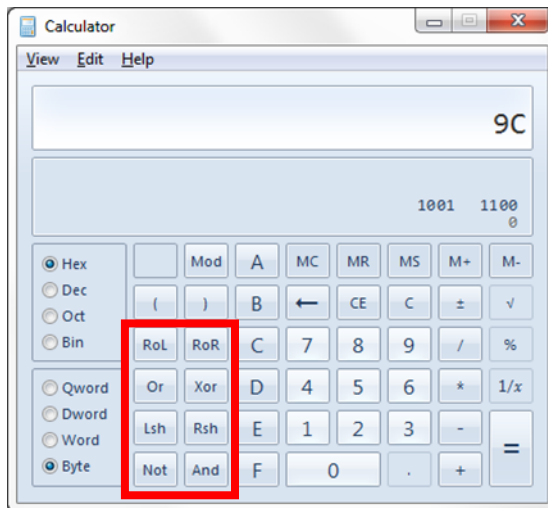 Calculator
View Edit Help
9C
1001 1100
0
Hex Mod A MC MR MS M+ M-
Dec ( ) B ← CE C ± √
Oct
Bin RoL RoR C 7 8 9 / %
Qword Or Xor D 4 5 6 * 1/x
Dword Lsh Rsh E 1 2 3 - =
Word
Byte Not And F 0 . +